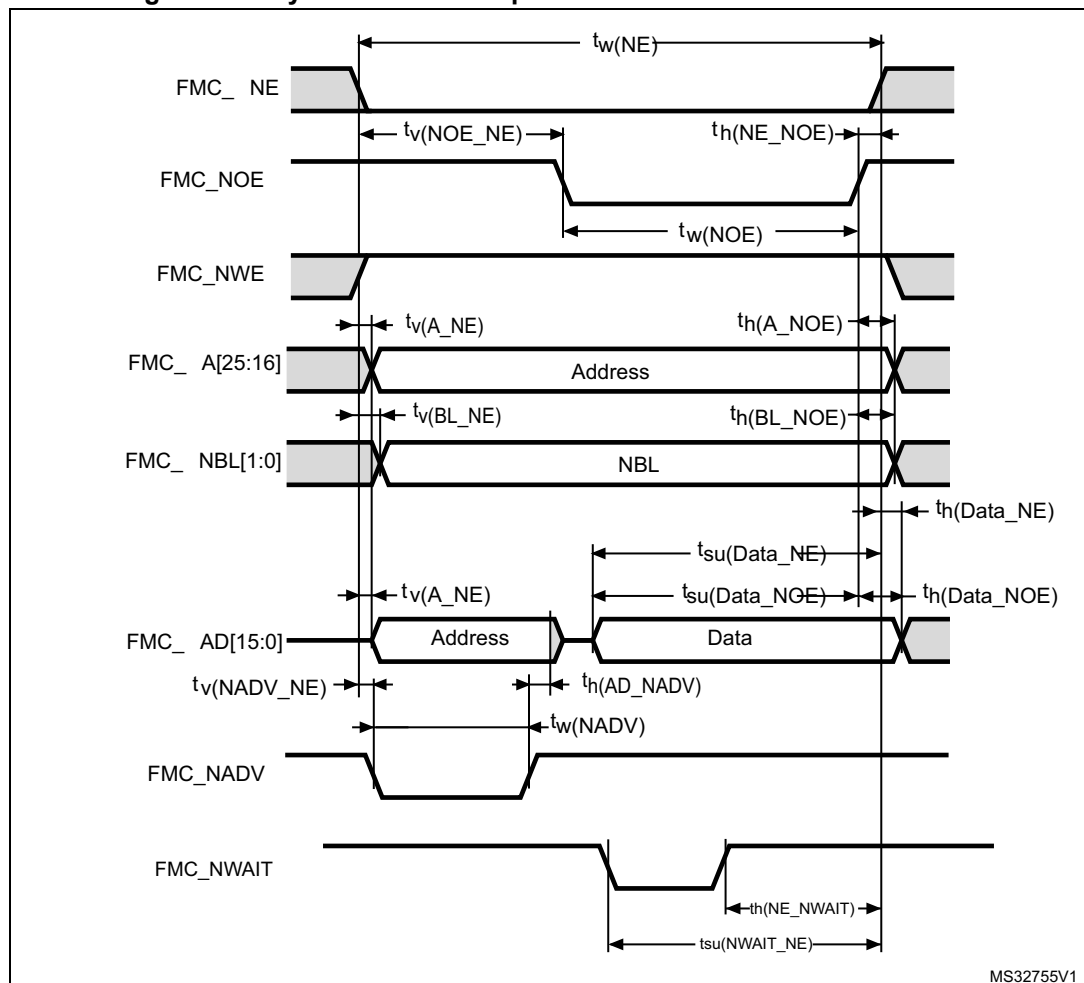 tw(NE)
FMC_ NE
tv(NOE_NE)
th(NE_NOE)
FMC_NOE
tw(NOE)
FMC_NWE
tv(A_NE)
th(A_NOE)
FMC_ A[25:16]
Address
tv(BL_NE)
th(BL_NOE)
FMC_ NBL[1:0]
NBL
th(Data_NE)
tsu(Data_NE)
tv(A_NE)
tsu(Data_NOE)
th(Data_NOE)
FMC_ AD[15:0]
Address
Data
tv(NADV_NE)
th(AD_NADV)
tw(NADV)
FMC_NADV
FMC_NWAIT
th(NE_NWAIT)
tsu(NWAIT_NE)
MS32755V1